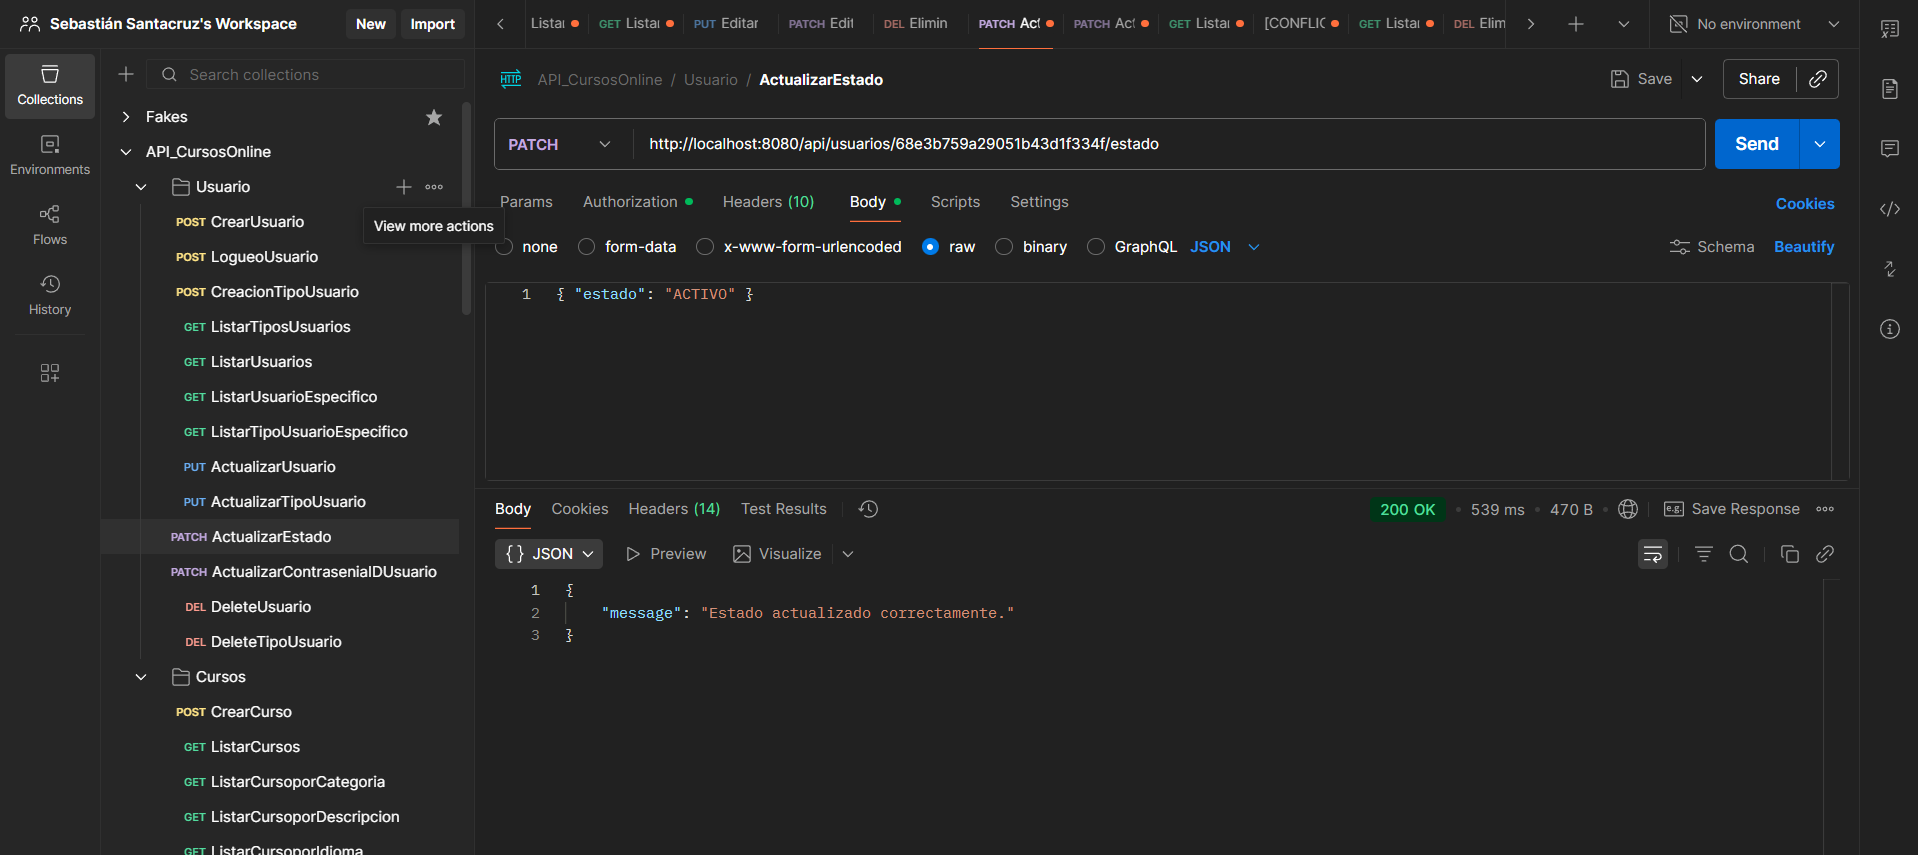 Sebastián Santacruz's Workspace
New
Import
Listar
GET Listar
PUT Editar
PATCH Edit
DEL Elimin
PATCH Act
PATCH Act
GET Listar
[CONFLIC
GET Listar
DEL Elim
No environment
Collections
Environments
Flows
History
Search collections
Fakes
API_CursosOnline
Usuario
View more actions
POST CrearUsuario
POST LogueoUsuario
POST CreacionTipoUsuario
GET ListarTiposUsuarios
GET ListarUsuarios
GET ListarUsuarioEspecifico
GET ListarTipoUsuarioEspecifico
PUT ActualizarUsuario
PUT ActualizarTipoUsuario
PATCH ActualizarEstado
PATCH ActualizarContraseniaIDUsuario
DEL DeleteUsuario
DEL DeleteTipoUsuario
Cursos
POST CrearCurso
GET ListarCursos
GET ListarCursoporCategoria
GET ListarCursoporDescripcion
GET ListarCursoporIdioma
HTTP API_CursosOnline / Usuario / ActualizarEstado
Save
Share
PATCH http://localhost:8080/api/usuarios/68e3b759a29051b43d1f334f/estado
Send
Params Authorization Headers (10) Body Scripts Settings
Cookies
none form-data x-www-form-urlencoded raw binary GraphQL JSON
Schema Beautify
1 { "estado": "ACTIVO" }
Body Cookies Headers (14) Test Results
200 OK • 539 ms • 470 B
e.g. Save Response
{} JSON Preview Visualize
1 {
2 "message": "Estado actualizado correctamente."
3 }